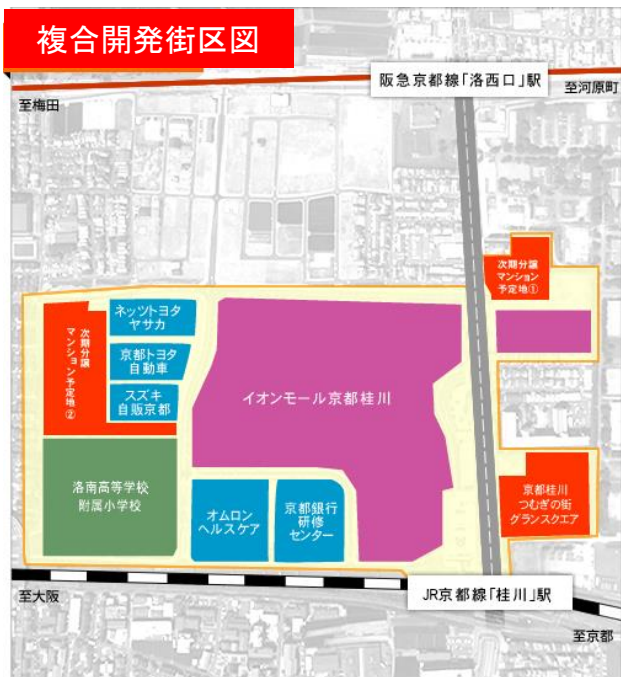 複合開発街区図
阪急京都線「洛西口」駅
至河原町
至梅田
次期分譲
マンション
予定地①
ネッツトヨタ
ヤサカ
京都トヨタ
自動車
スズキ
自販京都
次期分譲
マンション予定地②
イオンモール京都桂川
洛南高等学校
附属小学校
オムロン
ヘルスケア
京都銀行
研修
センター
京都桂川
つむぎの街
グランスクエア
至大阪
JR京都線「桂川」駅
至京都